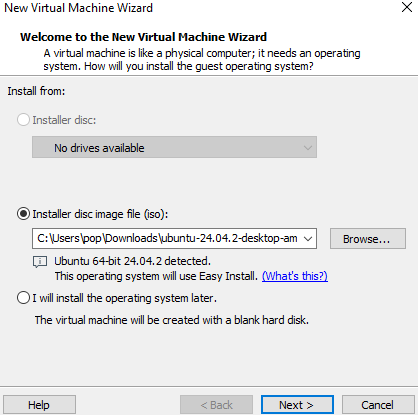 New Virtual Machine Wizard
Welcome to the New Virtual Machine Wizard
A virtual machine is like a physical computer; it needs an operating
system. How will you install the guest operating system?
Install from:
Installer disc:
No drives available
Installer disc image file (iso):
C:\Users\pop\Downloads\ubuntu-24.04.2-desktop-am
Browse...
Ubuntu 64-bit 24.04.2 detected.
This operating system will use Easy Install. (What's this?)
I will install the operating system later.
The virtual machine will be created with a blank hard disk.
Help
< Back
Next >
Cancel